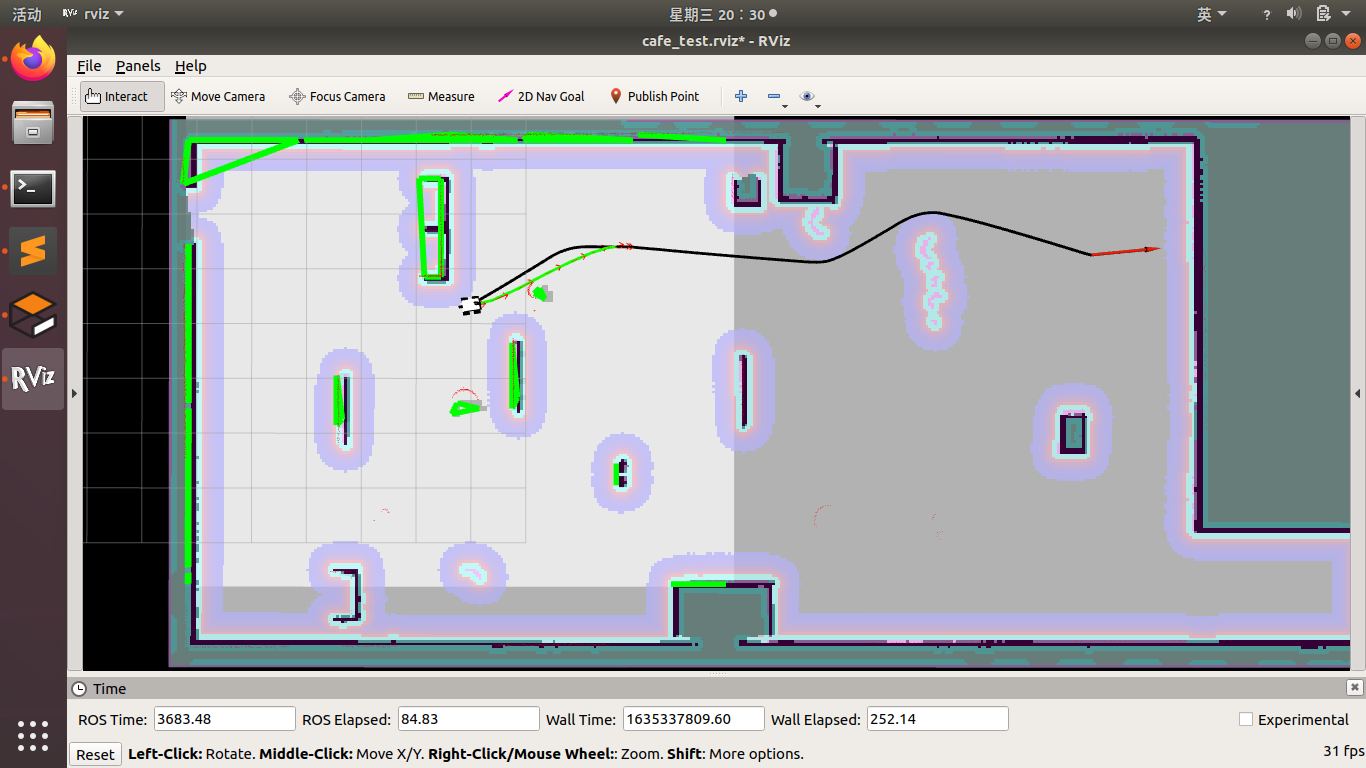 活动 RViz rviz 星期三 20:30 英 ?
cafe_test.rviz* - RViz
File Panels Help
Interact Move Camera Focus Camera Measure 2D Nav Goal Publish Point
RViz
Time
ROS Time: 3683.48 ROS Elapsed: 84.83 Wall Time: 1635337809.60 Wall Elapsed: 252.14 Experimental
Reset Left-Click: Rotate. Middle-Click: Move X/Y. Right-Click/Mouse Wheel:: Zoom. Shift: More options. 31 fps